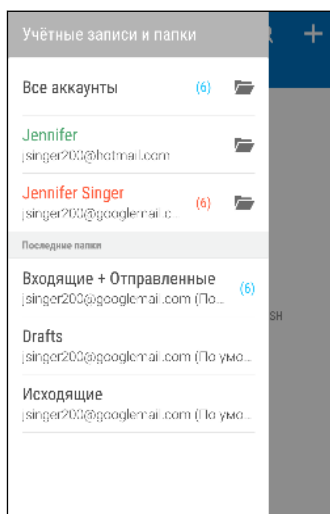 Учётные записи и папки
Все аккаунты (6)
Jennifer
jsinger200@hotmail.com
Jennifer Singer (6)
jsinger200@googlemail.c...
Последние папки
Входящие + Отправленные (6)
jsinger200@googlemail.com (По...
Drafts
jsinger200@googlemail.com (По умо...
Исходящие
jsinger200@googlemail.com (По умо...
SH